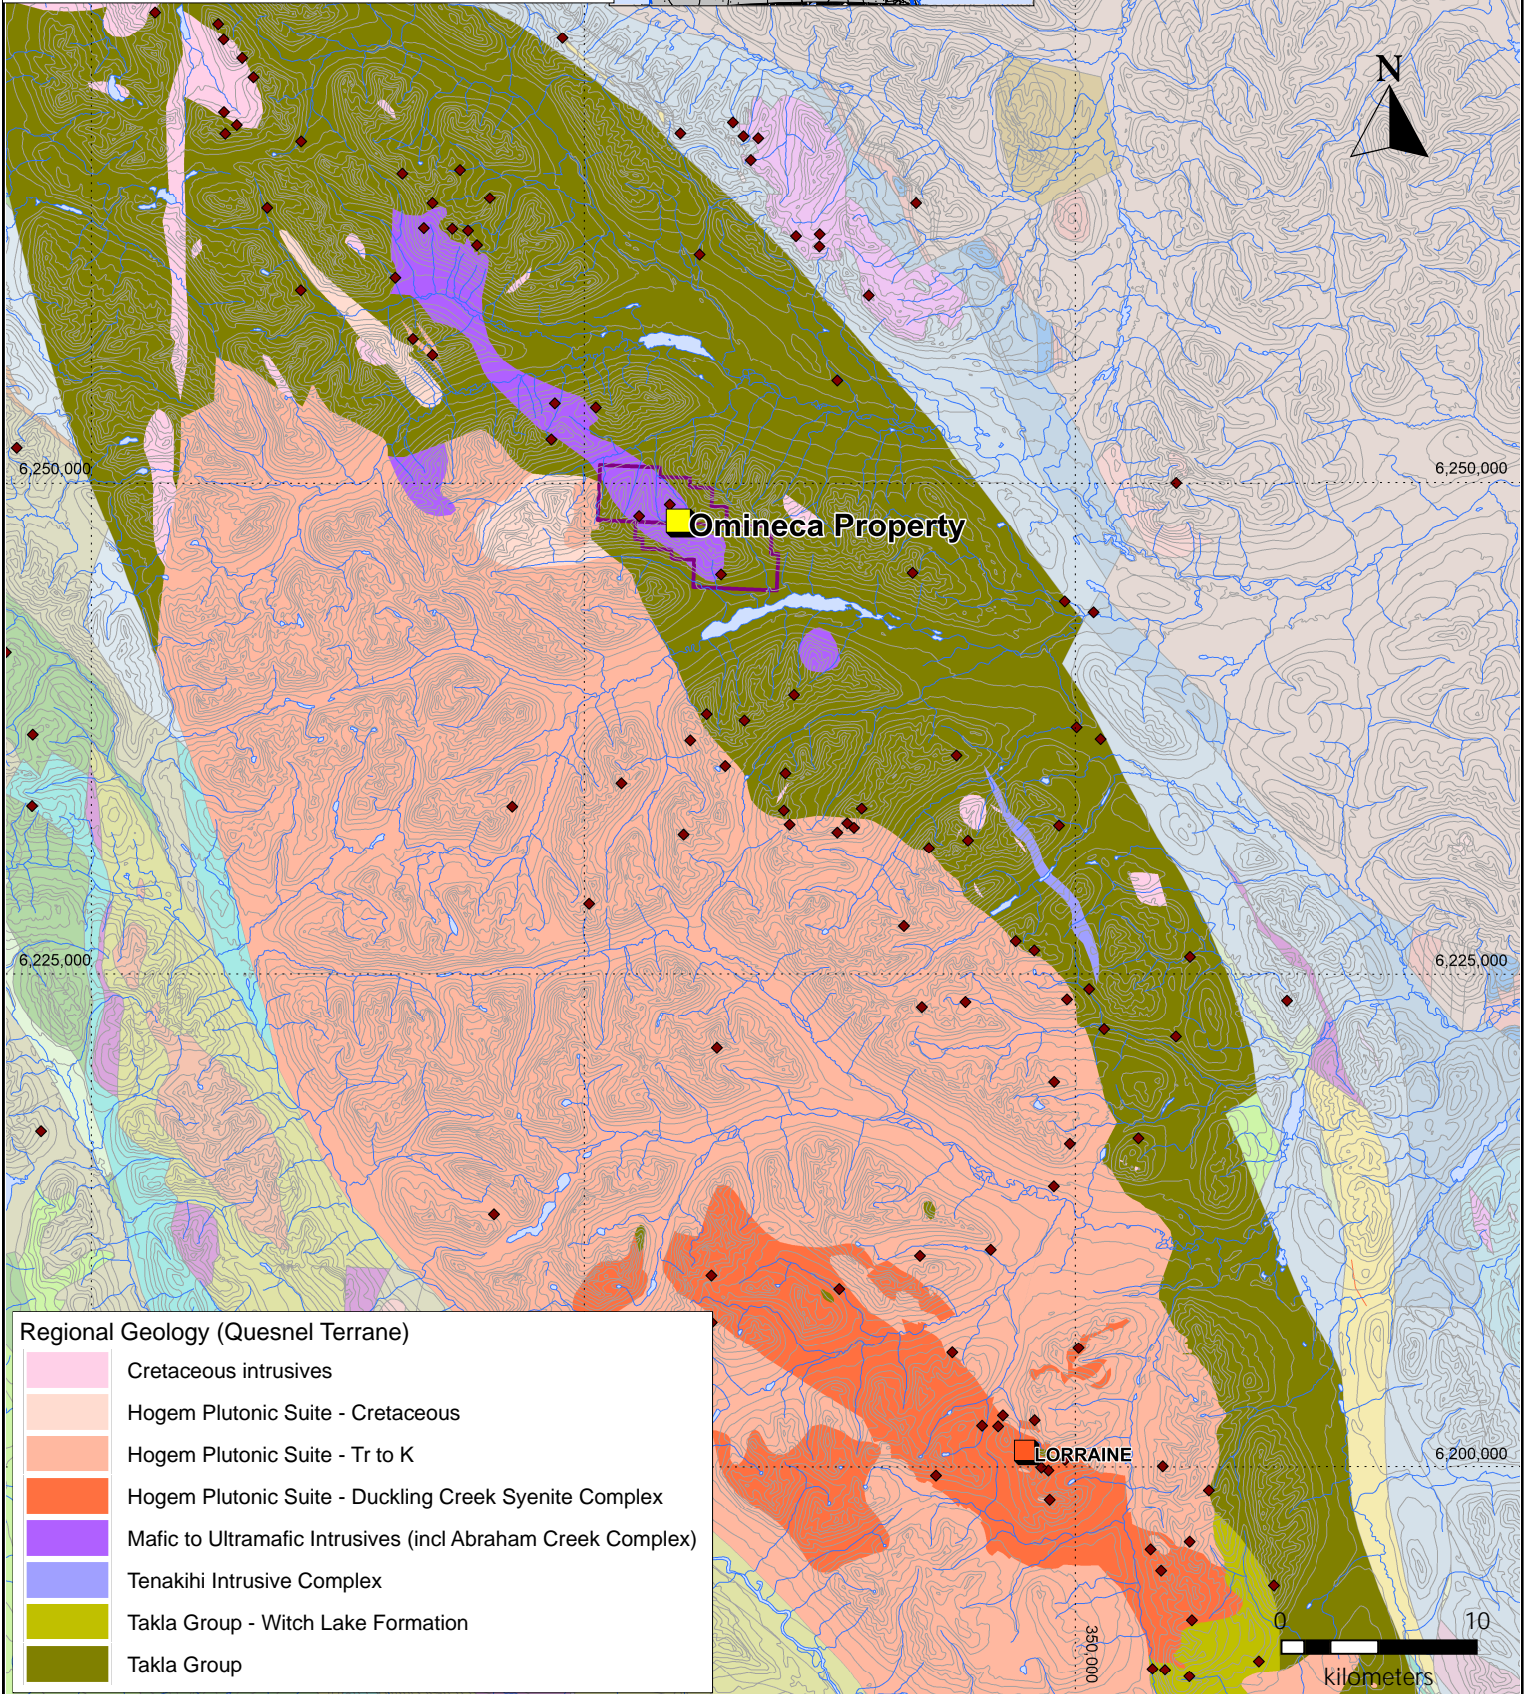 N
6,250,000
6,250,000
Omineca Property
6,225,000
6,225,000
Regional Geology (Quesnel Terrane)
Cretaceous intrusives
Hogem Plutonic Suite - Cretaceous
Hogem Plutonic Suite - Tr to K
Hogem Plutonic Suite - Duckling Creek Syenite Complex
Mafic to Ultramafic Intrusives (incl Abraham Creek Complex)
Tenakihi Intrusive Complex
Takla Group - Witch Lake Formation
Takla Group
LORRAINE
6,200,000
350,000
0 10
kilometers